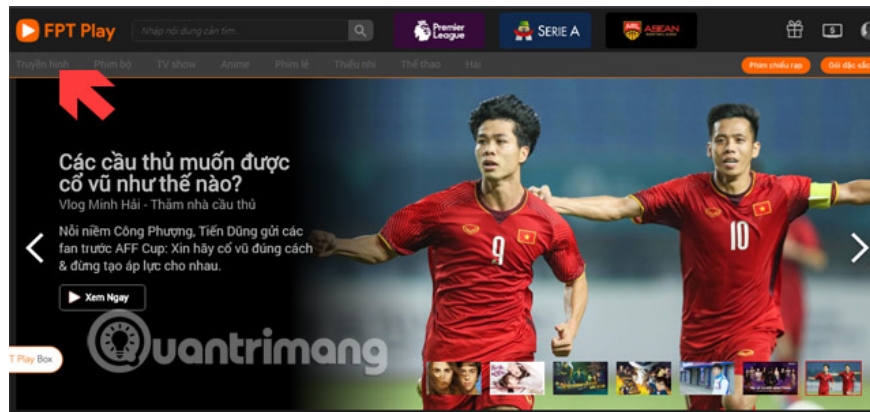 FPT Play
Nhập nội dung cần tìm...
Premier
League
SERIE A
ABL
ASEAN
5
Truyền hình Phim bộ TV show Anime Phim lẻ Thiếu nhi Thể thao Hài
Phim chiếu rạp
Gói đặc sắc
Các cầu thủ muốn được
cổ vũ như thế nào?
Vlog Minh Hải - Thăm nhà cầu thủ
Nỗi niềm Công Phượng, Tiến Dũng gửi các
fan trước AFF Cup: Xin hãy cổ vũ đúng cách
& đừng tạo áp lực cho nhau.
Xem Ngay
9
10
T Play Box
Quantrimang